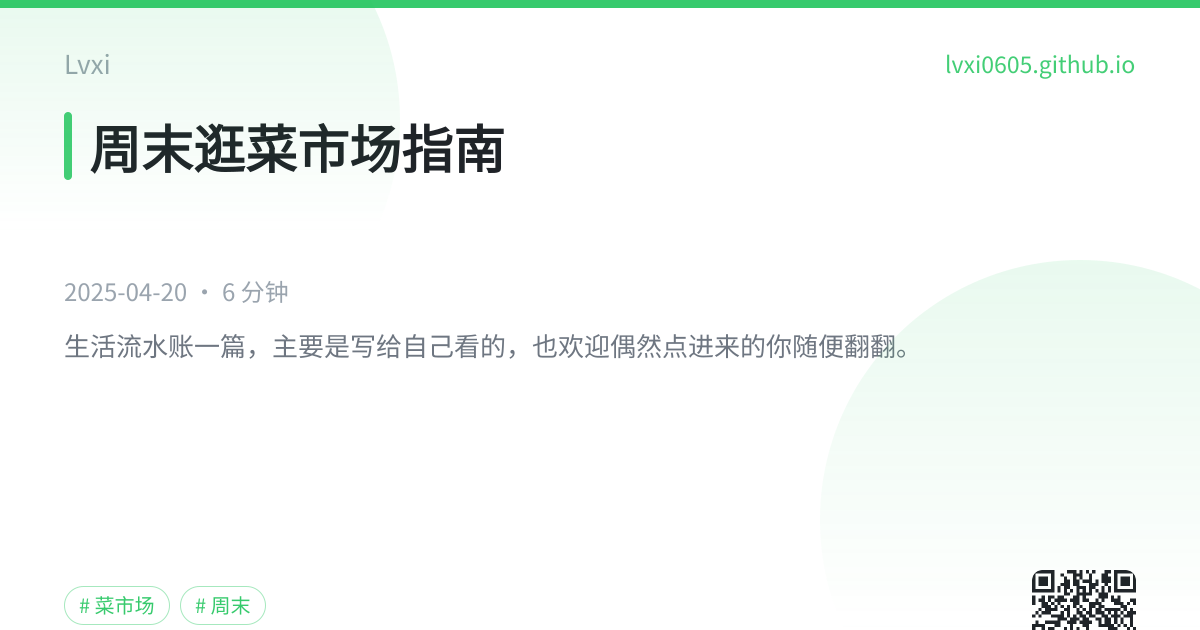 Lvxi
lvxi0605.github.io
周末逛菜市场指南
2025-04-20 · 6 分钟
生活流水账一篇，主要是写给自己看的，也欢迎偶然点进来的你随便翻翻。
# 菜市场
# 周末